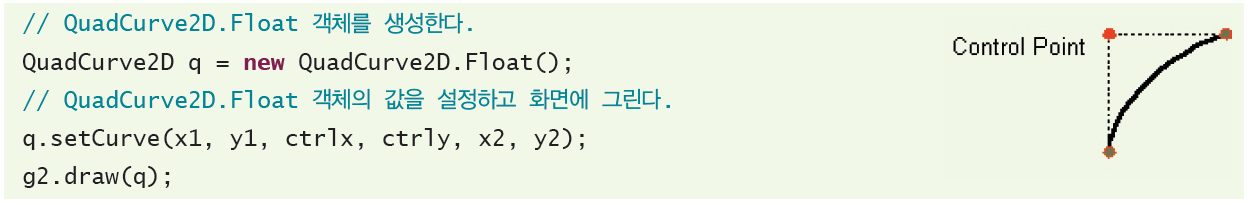 // QuadCurve2D.Float 객체를 생성한다.
QuadCurve2D q = new QuadCurve2D.Float();
// QuadCurve2D.Float 객체의 값을 설정하고 화면에 그린다.
q.setCurve(x1, y1, ctrlx, ctrly, x2, y2);
g2.draw(q);
Control Point